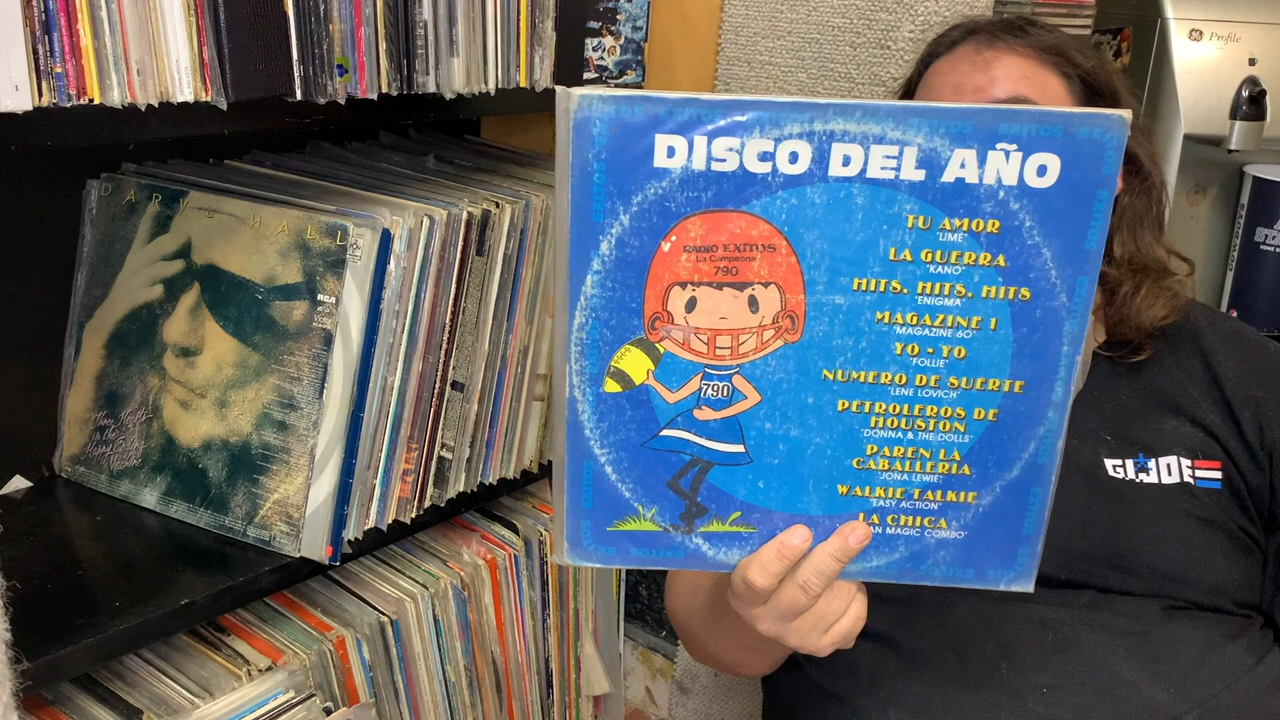 DISCO DEL AÑO
RADIO EXITOS
La Campeona
790
790
TU AMOR
"LIME"
LA GUERRA
"KANO"
HITS, HITS, HITS
"ENIGMA"
MAGAZINE 1
"MAGAZINE 60"
YO - YO
"FOLLIE"
NUMERO DE SUERTE
"LENE LOVICH"
PETROLEROS DE
HOUSTON
"DONNA & THE DOLLS"
PAREN LA
CABALLERIA
"JONA LEWIE"
WALKIE TALKIE
"EASY ACTION"
LA CHICA
MAGIC COMBO"
EXITOS
DARYL HALL
RCA
Three Hearts
in the
Happy Ending
Machine
GI JOE
Profile
COWBOYS